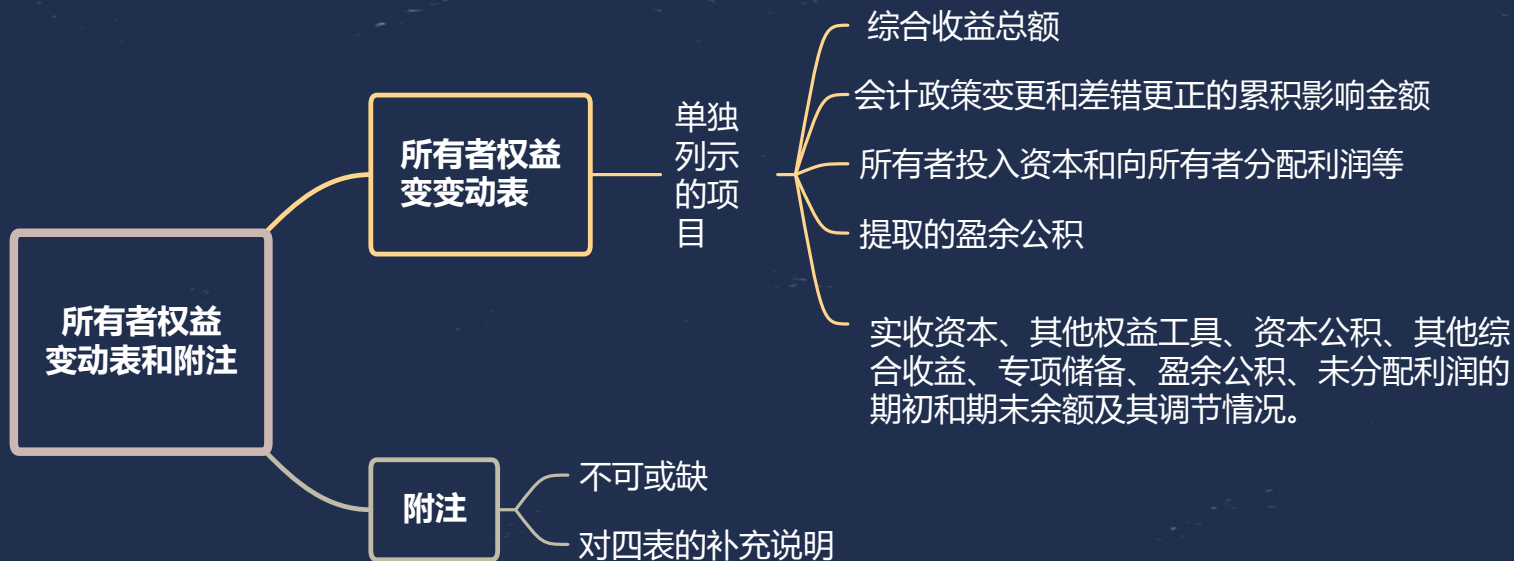 所有者权益
变动表和附注
所有者权益
变变动表
单独
列示
的项
目
综合收益总额
会计政策变更和差错更正的累积影响金额
所有者投入资本和向所有者分配利润等
提取的盈余公积
实收资本、其他权益工具、资本公积、其他综
合收益、专项储备、盈余公积、未分配利润的
期初和期末余额及其调节情况。
附注
不可或缺
对四表的补充说明